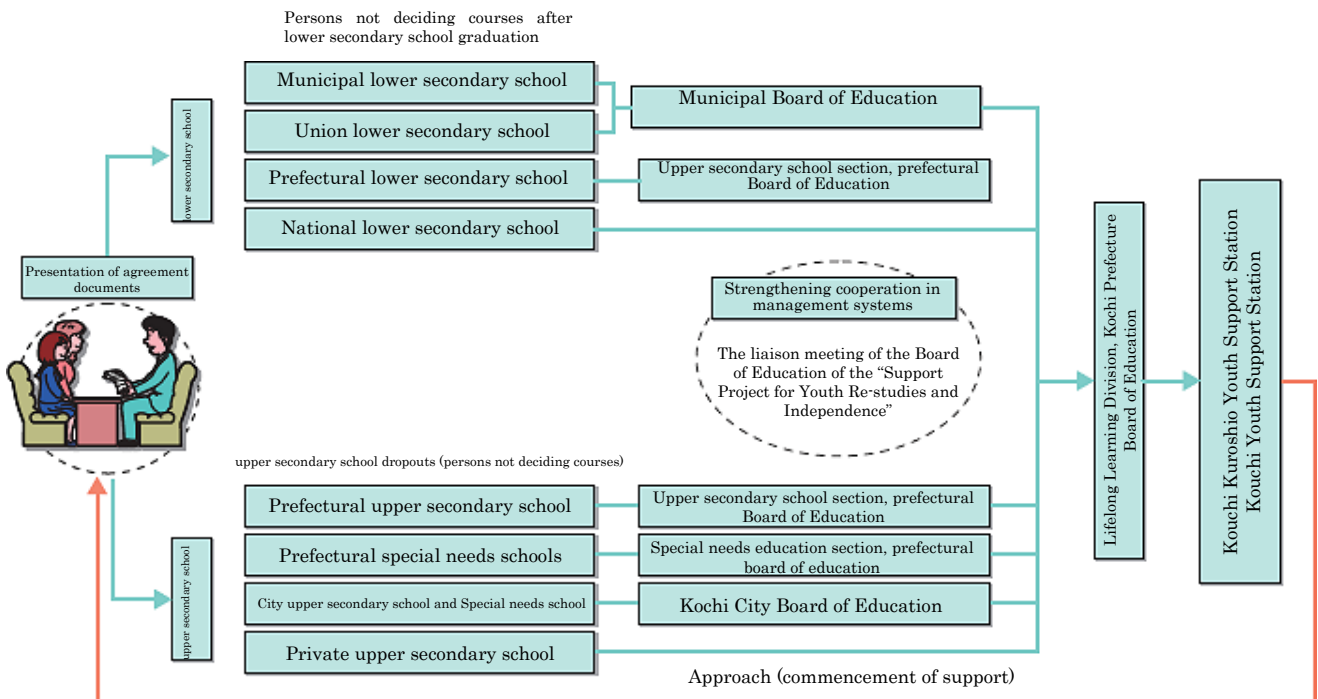 Persons not deciding courses after
lower secondary school graduation
Municipal lower secondary school
Union lower secondary school
Prefectural lower secondary school
National lower secondary school
Municipal Board of Education
Upper secondary school section, prefectural
Board of Education
lower secondary school
Presentation of agreement
documents
Strengthening cooperation in
management systems
The liaison meeting of the Board
of Education of the “Support
Project for Youth Re-studies and
Independence”
Lifelong Learning Division, Kochi Prefecture
Board of Education
Kouchi Kuroshio Youth Support Station
Kouchi Youth Support Station
upper secondary school dropouts (persons not deciding courses)
upper secondary school
Prefectural upper secondary school
Prefectural special needs schools
City upper secondary school and Special needs school
Private upper secondary school
Upper secondary school section, prefectural
Board of Education
Special needs education section, prefectural
board of education
Kochi City Board of Education
Approach (commencement of support)